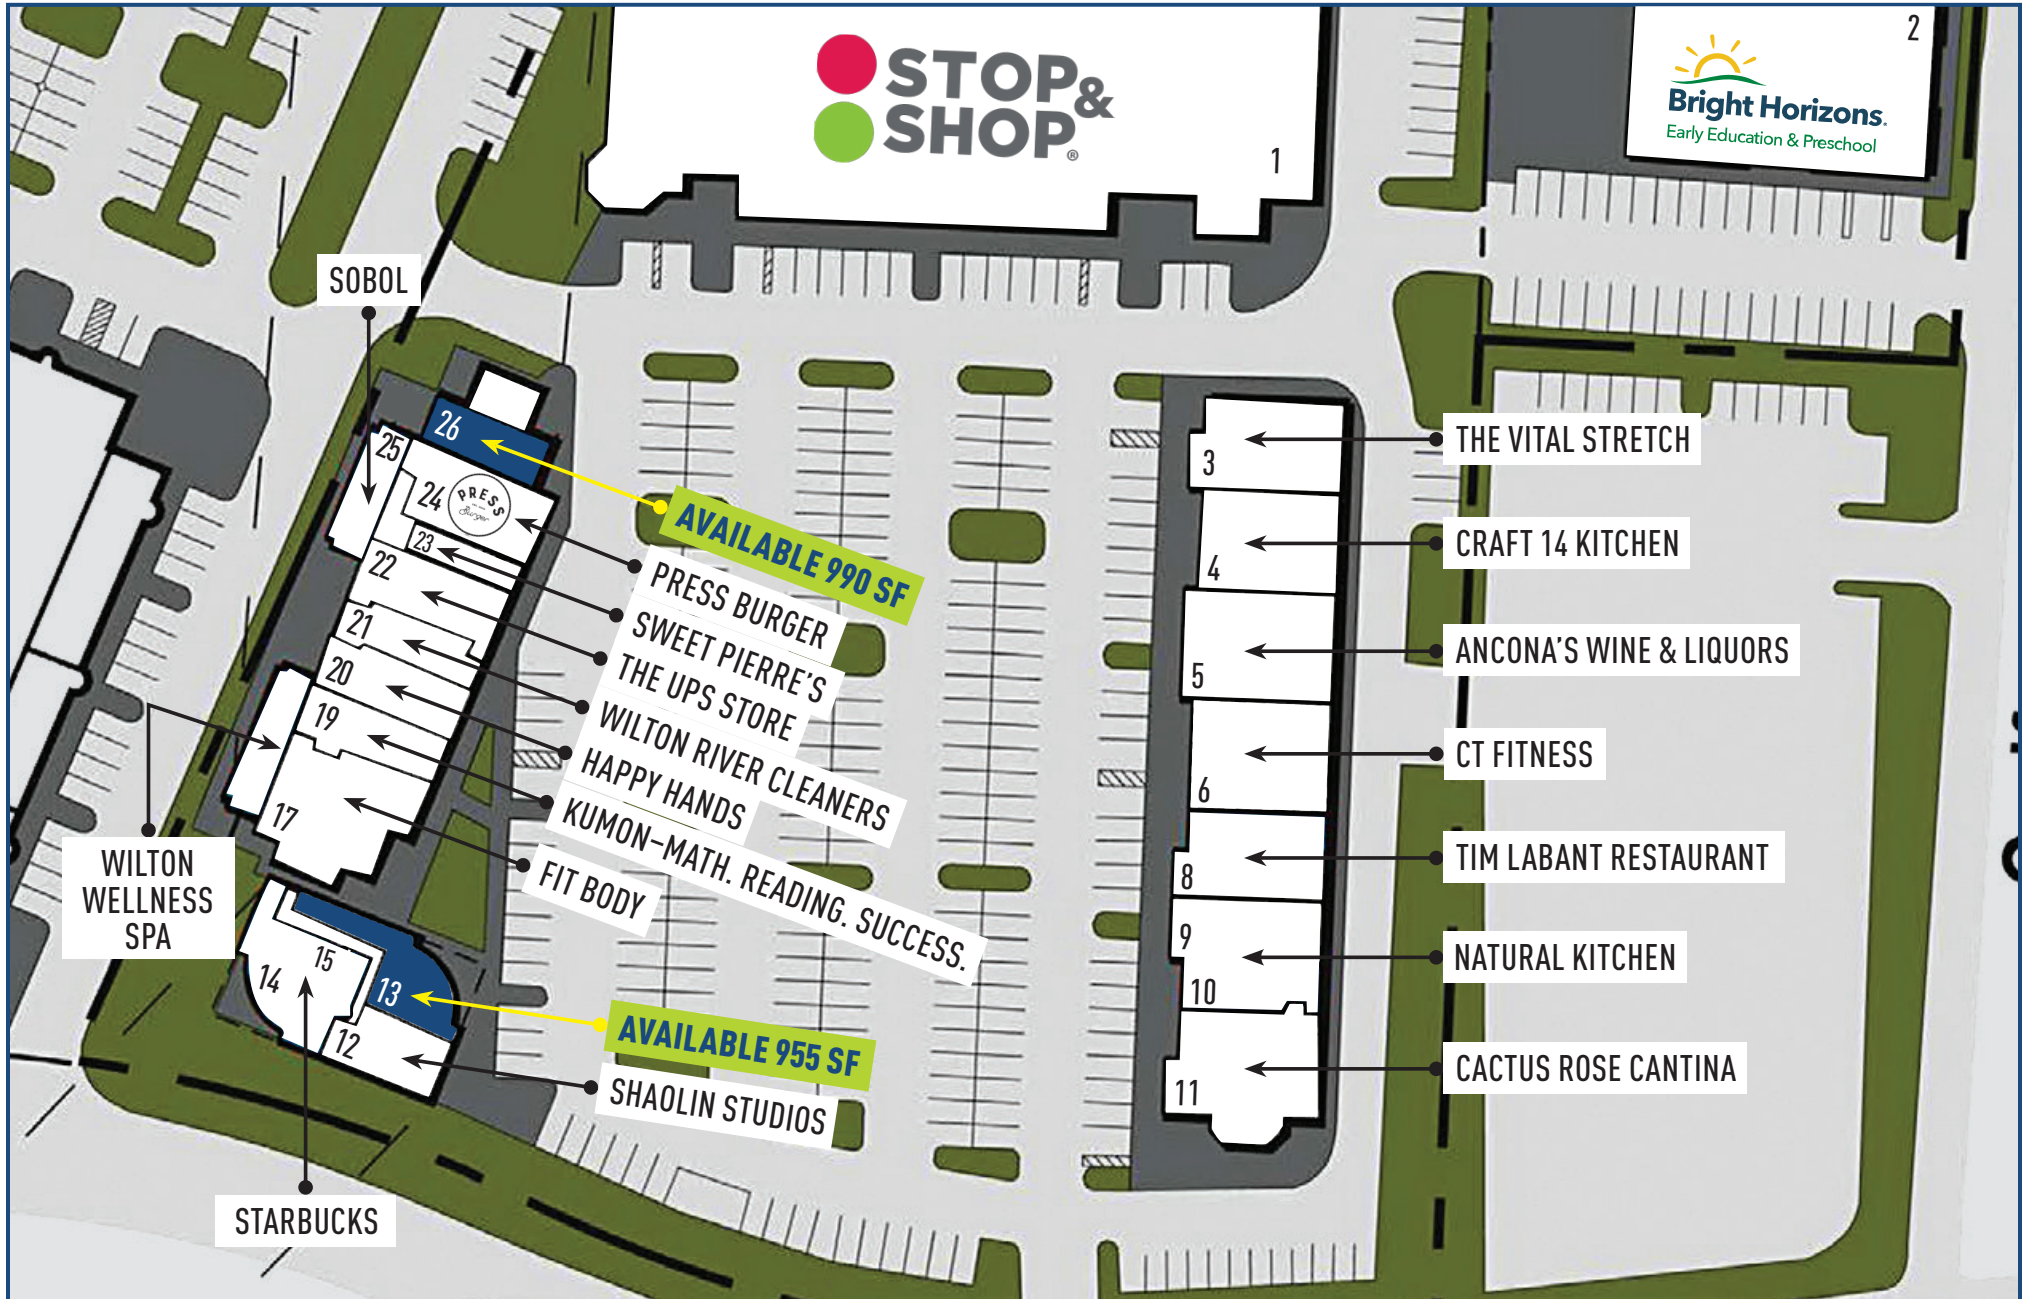 STOP &
SHOP®
1
2
Bright Horizons®
Early Education & Preschool
SOBOL
26
25
24
PRESS
Burger
23
22
21
20
19
17
15
14
13
12
AVAILABLE 990 SF
PRESS BURGER
SWEET PIERRE'S
THE UPS STORE
WILTON RIVER CLEANERS
HAPPY HANDS
KUMON–MATH. READING. SUCCESS.
FIT BODY
WILTON
WELLNESS
SPA
AVAILABLE 955 SF
SHAOLIN STUDIOS
STARBUCKS
3
THE VITAL STRETCH
4
CRAFT 14 KITCHEN
5
ANCONA'S WINE & LIQUORS
6
CT FITNESS
8
TIM LABANT RESTAURANT
9
10
NATURAL KITCHEN
11
CACTUS ROSE CANTINA